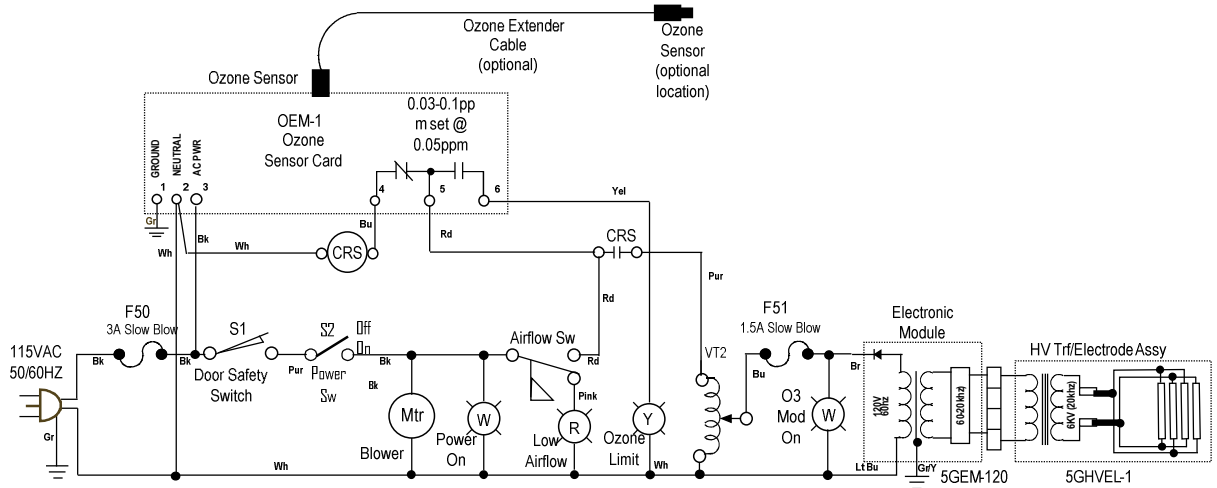 Ozone Extender
Cable
(optional)
Ozone
Sensor
(optional
location)
Ozone Sensor
OEM-1
Ozone
Sensor Card
0.03-0.1pp
m set @
0.05ppm
GROUND
NEUTRAL
AC PWR
1
2
3
4
5
6
Gr
Wh
Bk
Wh
CRS
Bu
Rd
Yel
CRS
Pur
Rd
F50
3A Slow Blow
S1
S2
Off
On
Airflow Sw
VT2
F51
1.5A Slow Blow
Electronic
Module
HV Trf/Electrode Assy
115VAC
50/60HZ
Bk
Bk
Door Safety
Switch
Pur
Power
Sw
Bk
Bk
Rd
Pink
Bu
Br
Gr
Mtr
Blower
W
Power
On
R
Low
Airflow
Y
Ozone
Limit
O3
Mod
On
W
120V
60hz
60-20khz
6KV (20khz)
Wh
Wh
Lt Bu
Gr/Y
5GEM-120
5GHVEL-1